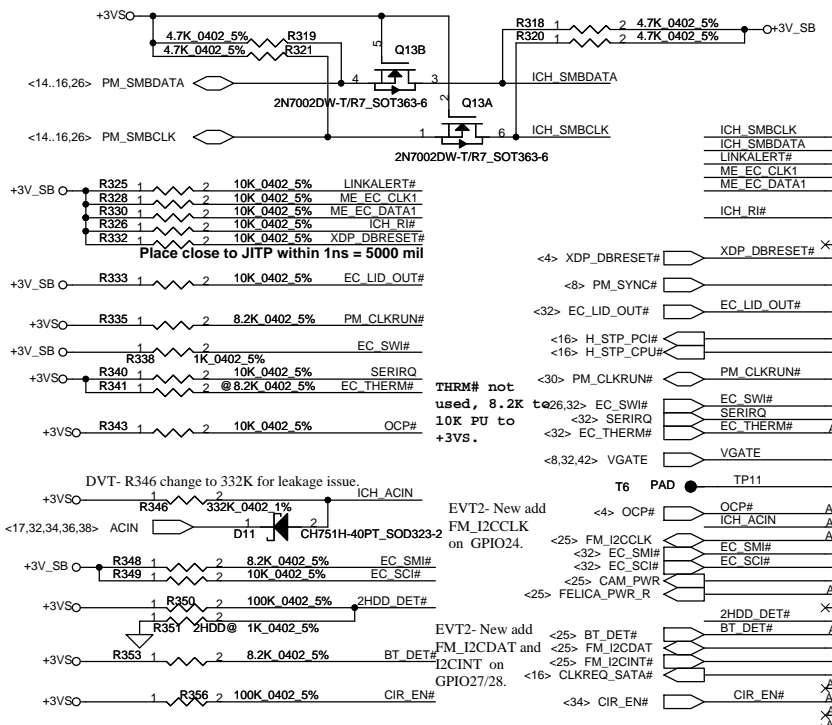 +3VS
4.7K_0402_5% R319
4.7K_0402_5% R321
R318 1 2 4.7K_0402_5%
R320 1 2 4.7K_0402_5%
+3V_SB
5 Q13B
<14..16,26> PM_SMBDATA 4 3 ICH_SMBDATA
2N7002DW-T/R7_SOT363-6
2 Q13A
<14..16,26> PM_SMBCLK 1 6 ICH_SMBCLK
2N7002DW-T/R7_SOT363-6
+3V_SB
R325 1 2 10K_0402_5% LINKALERT#
R328 1 2 10K_0402_5% ME_EC_CLK1
R330 1 2 10K_0402_5% ME_EC_DATA1
R326 1 2 10K_0402_5% ICH_RI#
R332 1 2 10K_0402_5% XDP_DBRESET#
Place close to JITP within 1ns = 5000 mil
+3V_SB R333 1 2 10K_0402_5% EC_LID_OUT#
+3VS R335 1 2 8.2K_0402_5% PM_CLKRUN#
+3V_SB 1 2 EC_SWI#
R338 1K_0402_5%
+3VS R340 1 2 10K_0402_5% SERIRQ
R341 1 2 @8.2K_0402_5% EC_THERM#
THRM# not
used, 8.2K to
10K PU to
+3VS.
+3VS R343 1 2 10K_0402_5% OCP#
DVT- R346 change to 332K for leakage issue.
+3VS 1 2 ICH_ACIN
R346 332K_0402_1%
<17,32,34,36,38> ACIN 1 2
D11 CH751H-40PT_SOD323-2
EVT2- New add
FM_I2CCLK
on GPIO24.
+3V_SB R348 1 2 8.2K_0402_5% EC_SMI#
R349 1 2 10K_0402_5% EC_SCI#
+3VS 1 R350 2 100K_0402_5% 2HDD_DET#
1 2
R351 2HDD@ 1K_0402_5%
+3VS R353 1 2 8.2K_0402_5% BT_DET#
EVT2- New add
FM_I2CDAT and
I2CINT on
GPIO27/28.
+3VS 1 R356 2 100K_0402_5% CIR_EN#
ICH_SMBCLK
ICH_SMBDATA
LINKALERT#
ME_EC_CLK1
ME_EC_DATA1
ICH_RI#
<4> XDP_DBRESET# XDP_DBRESET#
<8> PM_SYNC#
<32> EC_LID_OUT# EC_LID_OUT#
<16> H_STP_PCI#
<16> H_STP_CPU#
<30> PM_CLKRUN# PM_CLKRUN#
<26,32> EC_SWI# EC_SWI#
<32> SERIRQ SERIRQ
<32> EC_THERM# EC_THERM#
<8,32,42> VGATE VGATE
T6 PAD TP11
<4> OCP# OCP#
ICH_ACIN
<25> FM_I2CCLK
<32> EC_SMI# EC_SMI#
<32> EC_SCI# EC_SCI#
<25> CAM_PWR
<25> FELICA_PWR_R
2HDD_DET#
<25> BT_DET# BT_DET#
<25> FM_I2CDAT
<25> FM_I2CINT#
<16> CLKREQ_SATA#
<34> CIR_EN# CIR_EN#